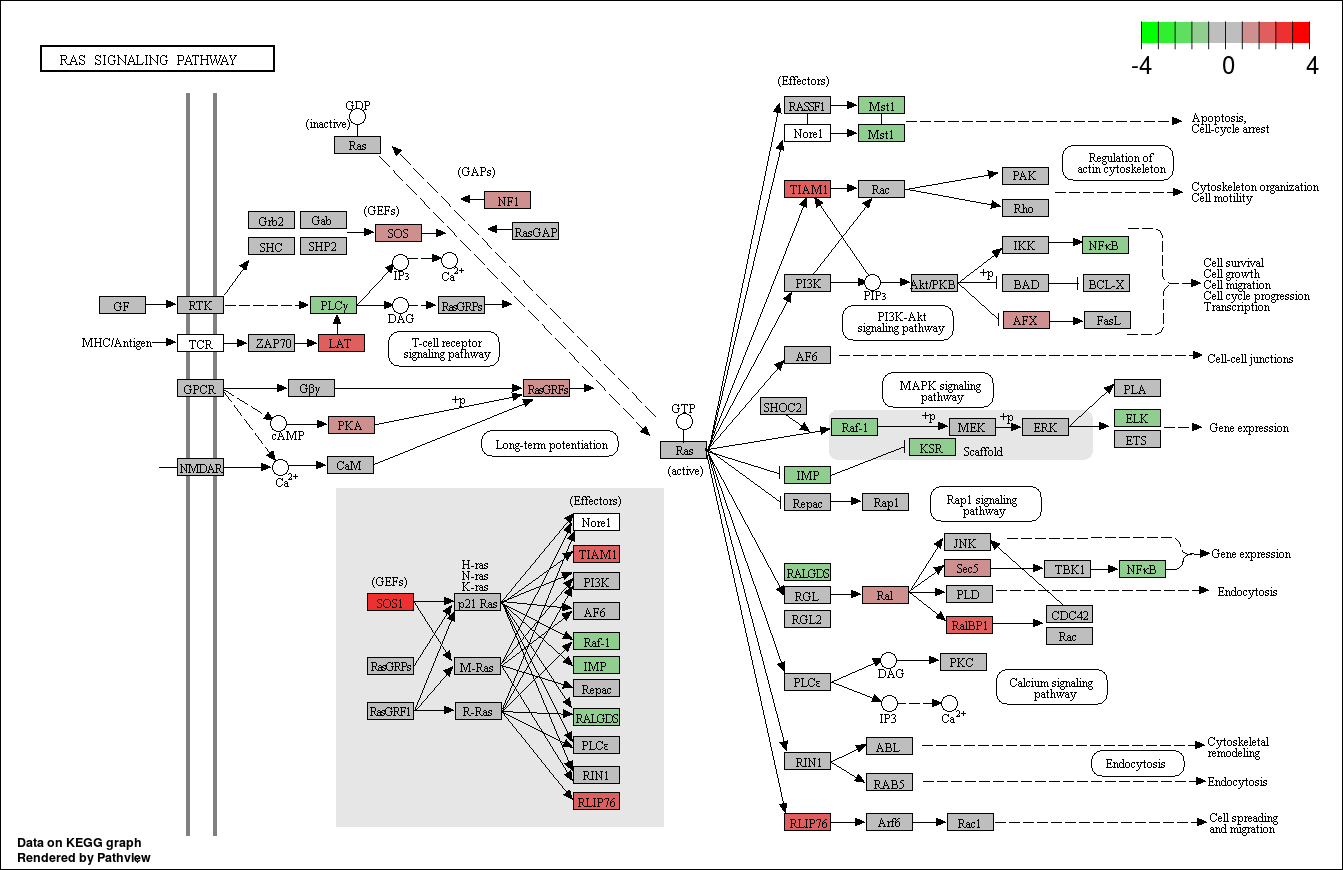 -4 0 4
RAS SIGNALING PATHWAY
GDP
(inactive)
Ras
(GAPs)
NF1
RasGAP
(GEFs)
Grb2 Gab
SOS
SHC SHP2
IP3
Ca2+
GF
RTK
PLCγ
DAG
RasGRPs
MHC/Antigen
TCR
ZAP70
LAT
T-cell receptor
signaling pathway
GPCR
Gβγ
RasGRFs
+p
cAMP
PKA
Long-term potentiation
NMDAR
Ca2+
CaM
GTP
Ras
(active)
(Effectors)
Nore1
TIAM1
PI3K
AF6
Raf-1
IMP
Repac
RALGDS
PLCε
RIN1
RLIP76
(GEFs)
SOS1
RasGRPs
RasGRF1
H-ras
N-ras
K-ras
p21 Ras
M-Ras
R-Ras
(Effectors)
RASSF1
Mst1
Nore1
Mst1
Apoptosis,
Cell-cycle arrest
Regulation of
actin cytoskeleton
TIAM1
Rac
PAK
Rho
Cytoskeleton organization
Cell motility
IKK
NFκB
PI3K
PIP3
Akt/PKB
+p
BAD
BCL-X
AFX
FasL
Cell survival
Cell growth
Cell migration
Cell cycle progression
Transcription
PI3K-Akt
signaling pathway
AF6
Cell-cell junctions
MAPK signaling
pathway
SHOC2
Raf-1
+p
MEK
+p
ERK
PLA
ELK
ETS
Gene expression
KSR
Scaffold
IMP
Repac
Rap1
Rap1 signaling
pathway
JNK
RALGDS
RGL
RGL2
Ral
Sec5
TBK1
NFκB
Gene expression
PLD
Endocytosis
RalBP1
CDC42
Rac
PLCε
DAG
PKC
IP3
Ca2+
Calcium signaling
pathway
RIN1
ABL
RAB5
Cytoskeletal
remodeling
Endocytosis
Endocytosis
RLIP76
Arf6
Rac1
Cell spreading
and migration
Data on KEGG graph
Rendered by Pathview